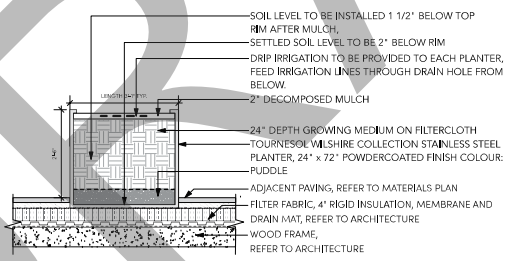 SOIL LEVEL TO BE INSTALLED 1 1/2" BELOW TOP
RIM AFTER MULCH,
SETTLED SOIL LEVEL TO BE 2" BELOW RIM
DRIP IRRIGATION TO BE PROVIDED TO EACH PLANTER,
FEED IRRIGATION LINES THROUGH DRAIN HOLE FROM
BELOW.
2" DECOMPOSED MULCH
24" DEPTH GROWING MEDIUM ON FILTERCLOTH
TOURNESOL WILSHIRE COLLECTION STAINLESS STEEL
PLANTER, 24" x 72" POWDERCOATED FINISH COLOUR:
PUDDLE
ADJACENT PAVING, REFER TO MATERIALS PLAN
FILTER FABRIC, 4" RIGID INSULATION, MEMBRANE AND
DRAIN MAT, REFER TO ARCHITECTURE
WOOD FRAME,
REFER TO ARCHITECTURE
LENGTH